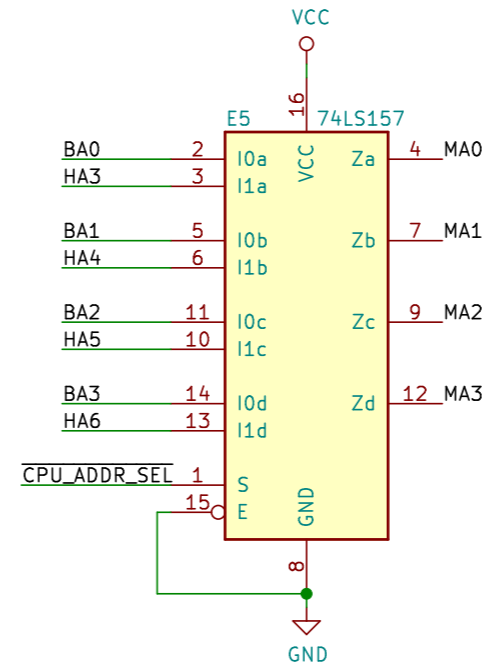 VCC
16
E5 74LS157
BA0 2 I0a VCC Za 4 MA0
HA3 3 I1a
BA1 5 I0b Zb 7 MA1
HA4 6 I1b
BA2 11 I0c Zc 9 MA2
HA5 10 I1c
BA3 14 I0d Zd 12 MA3
HA6 13 I1d
CPU_ADDR_SEL 1 S
15 E GND
8
GND